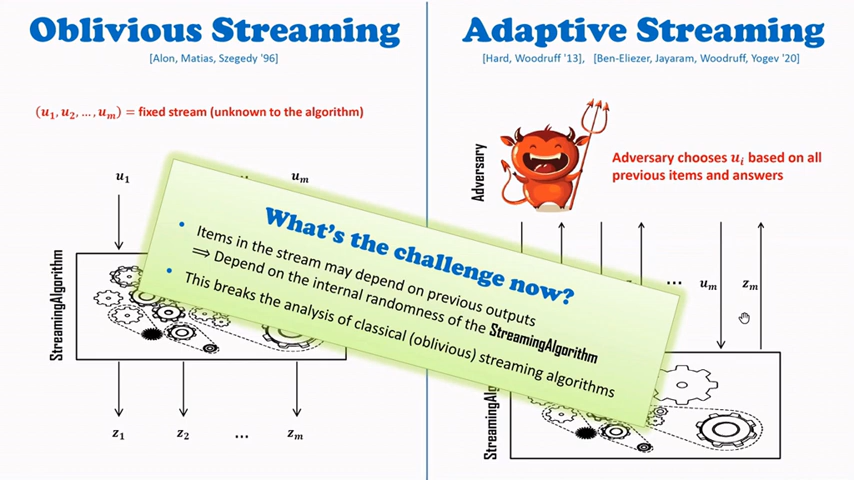 Oblivious Streaming
[Alon, Matias, Szegedy '96]
(u₁, u₂, ..., uₘ) = fixed stream (unknown to the algorithm)
u₁
uₘ
StreamingAlgorithm
z₁
z₂
...
zₘ
Adaptive Streaming
[Hard, Woodruff '13], [Ben-Eliezer, Jayaram, Woodruff, Yogev '20]
Adversary
Adversary chooses uᵢ based on all
previous items and answers
...
uₘ
zₘ
What's the challenge now?
• Items in the stream may depend on previous outputs
⟹ Depend on the internal randomness of the StreamingAlgorithm
• This breaks the analysis of classical (oblivious) streaming algorithms